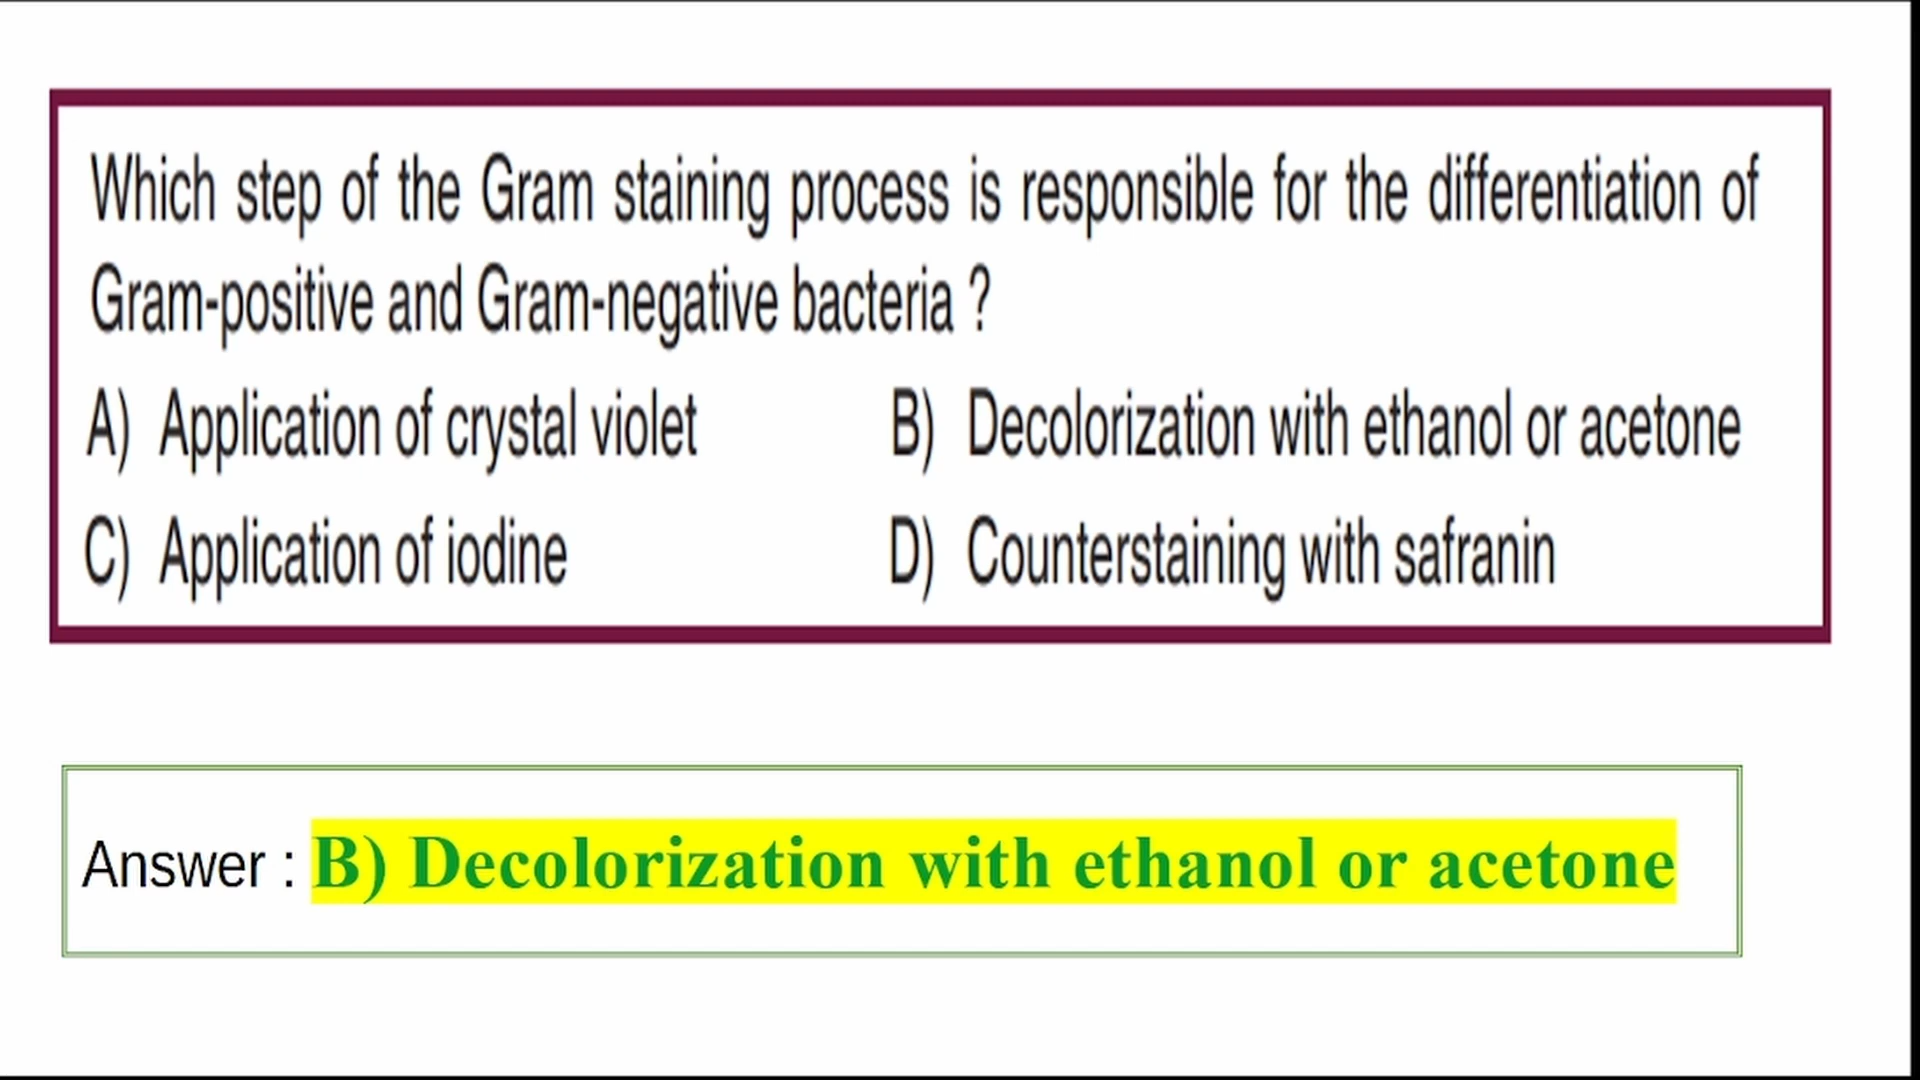 Which step of the Gram staining process is responsible for the differentiation of
Gram-positive and Gram-negative bacteria ?
A) Application of crystal violet B) Decolorization with ethanol or acetone
C) Application of iodine D) Counterstaining with safranin
Answer : B) Decolorization with ethanol or acetone